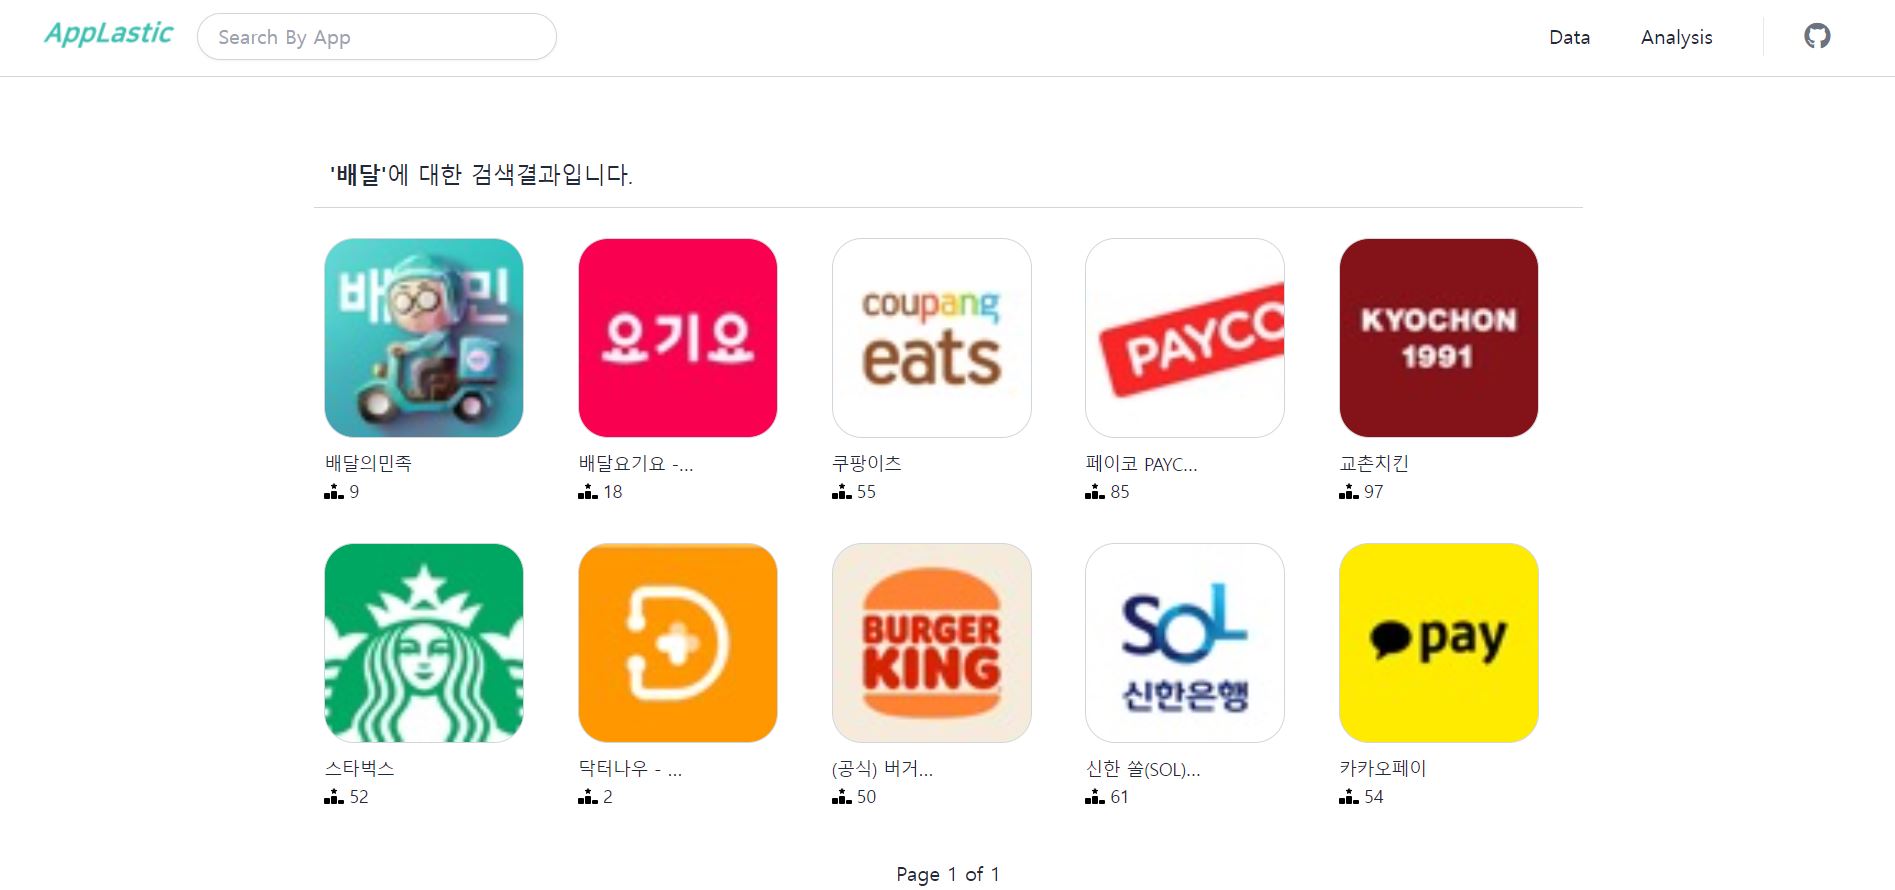 AppLastic
Search By App
Data
Analysis
'배달'에 대한 검색결과입니다.
배 민
요기요
coupang
eats
PAYCO
KYOCHON
1991
배달의민족
배달요기요 -...
쿠팡이츠
페이코 PAYC...
교촌치킨
9
18
55
85
97
BURGER
KING
SOL
신한은행
pay
스타벅스
닥터나우 - ...
(공식) 버거...
신한 쏠(SOL)...
카카오페이
52
2
50
61
54
Page 1 of 1